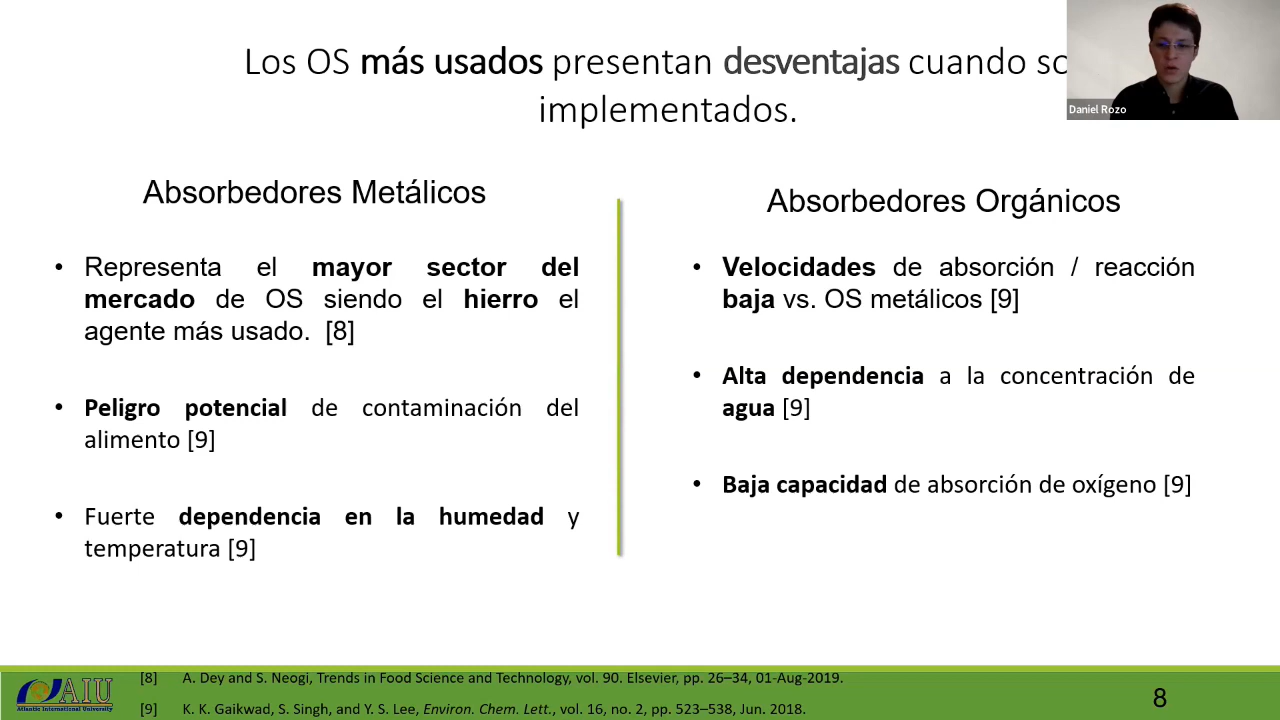 Los OS más usados presentan desventajas cuando so
implementados.
Daniel Rozo
Absorbedores Metálicos
• Representa el mayor sector del
mercado de OS siendo el hierro el
agente más usado. [8]
• Peligro potencial de contaminación del
alimento [9]
• Fuerte dependencia en la humedad y
temperatura [9]
Absorbedores Orgánicos
• Velocidades de absorción / reacción
baja vs. OS metálicos [9]
• Alta dependencia a la concentración de
agua [9]
• Baja capacidad de absorción de oxígeno [9]
AIU
Atlantic International University
[8] A. Dey and S. Neogi, Trends in Food Science and Technology, vol. 90. Elsevier, pp. 26–34, 01-Aug-2019.
[9] K. K. Gaikwad, S. Singh, and Y. S. Lee, Environ. Chem. Lett., vol. 16, no. 2, pp. 523–538, Jun. 2018.
8